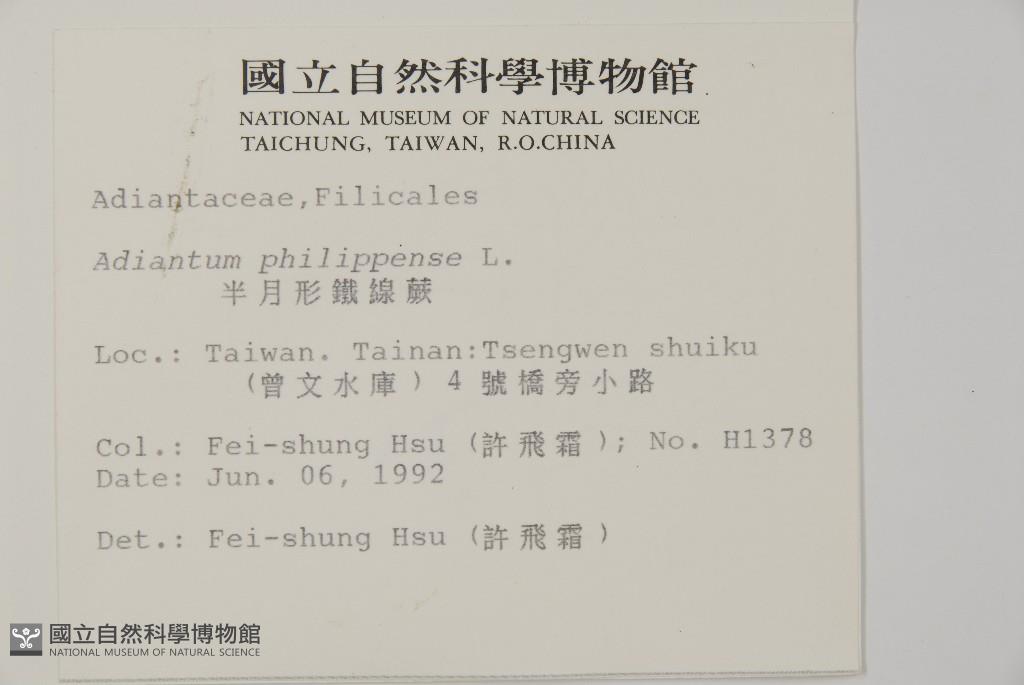 國立自然科學博物館
NATIONAL MUSEUM OF NATURAL SCIENCE
TAICHUNG, TAIWAN, R.O.CHINA
Adiantaceae,Filicales
Adiantum philippense L.
半月形鐵線蕨
Loc.: Taiwan. Tainan:Tsengwen shuiku
(曾文水庫) 4 號橋旁小路
Col.: Fei-shung Hsu (許飛霜); No. H1378
Date: Jun. 06, 1992
Det.: Fei-shung Hsu (許飛霜)
國立自然科學博物館
NATIONAL MUSEUM OF NATURAL SCIENCE